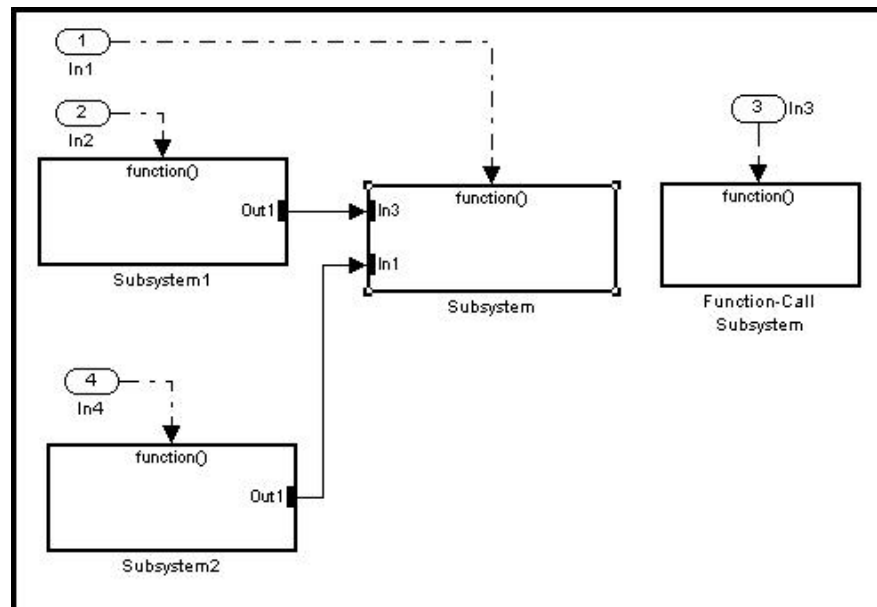 1
In1
2
In2
function()
Out1
Subsystem1
function()
In3
In1
Subsystem
3 In3
function()
Function-Call
Subsystem
4
In4
function()
Out1
Subsystem2